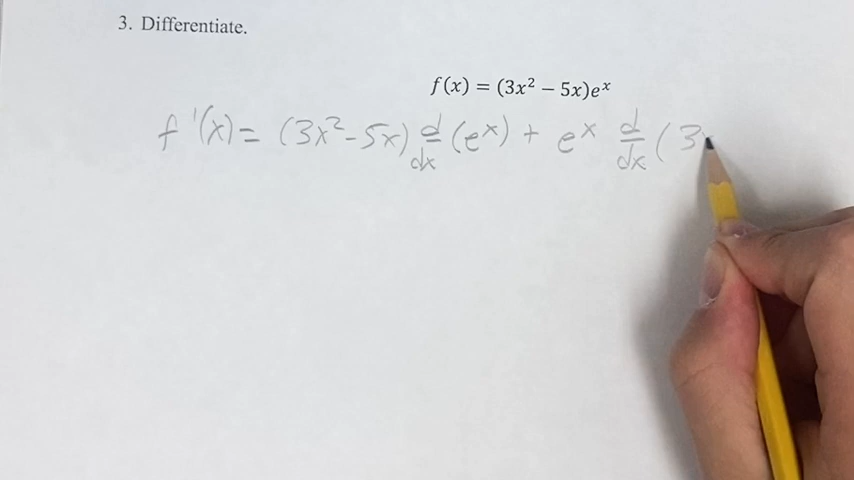 3. Differentiate.
f(x) = (3x² − 5x)eˣ
f '(x) = (3x² - 5x) d/dx (eˣ) + eˣ d/dx (3